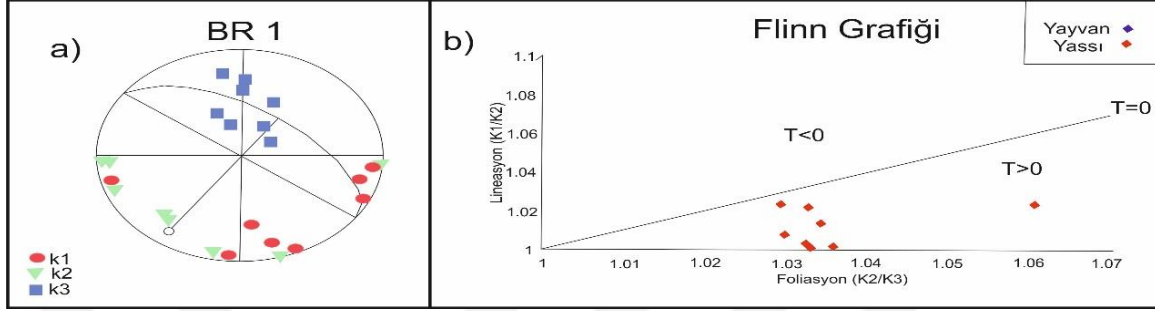 a)
BR 1
k1
k2
k3
b)
Flinn Grafiği
Yayvan
Yassı
Lineasyon (K1/K2)
1.1
1.08
1.06
1.04
1.02
1
T<0
T=0
T>0
1 1.01 1.02 1.03 1.04 1.05 1.06 1.07
Foliasyon (K2/K3)